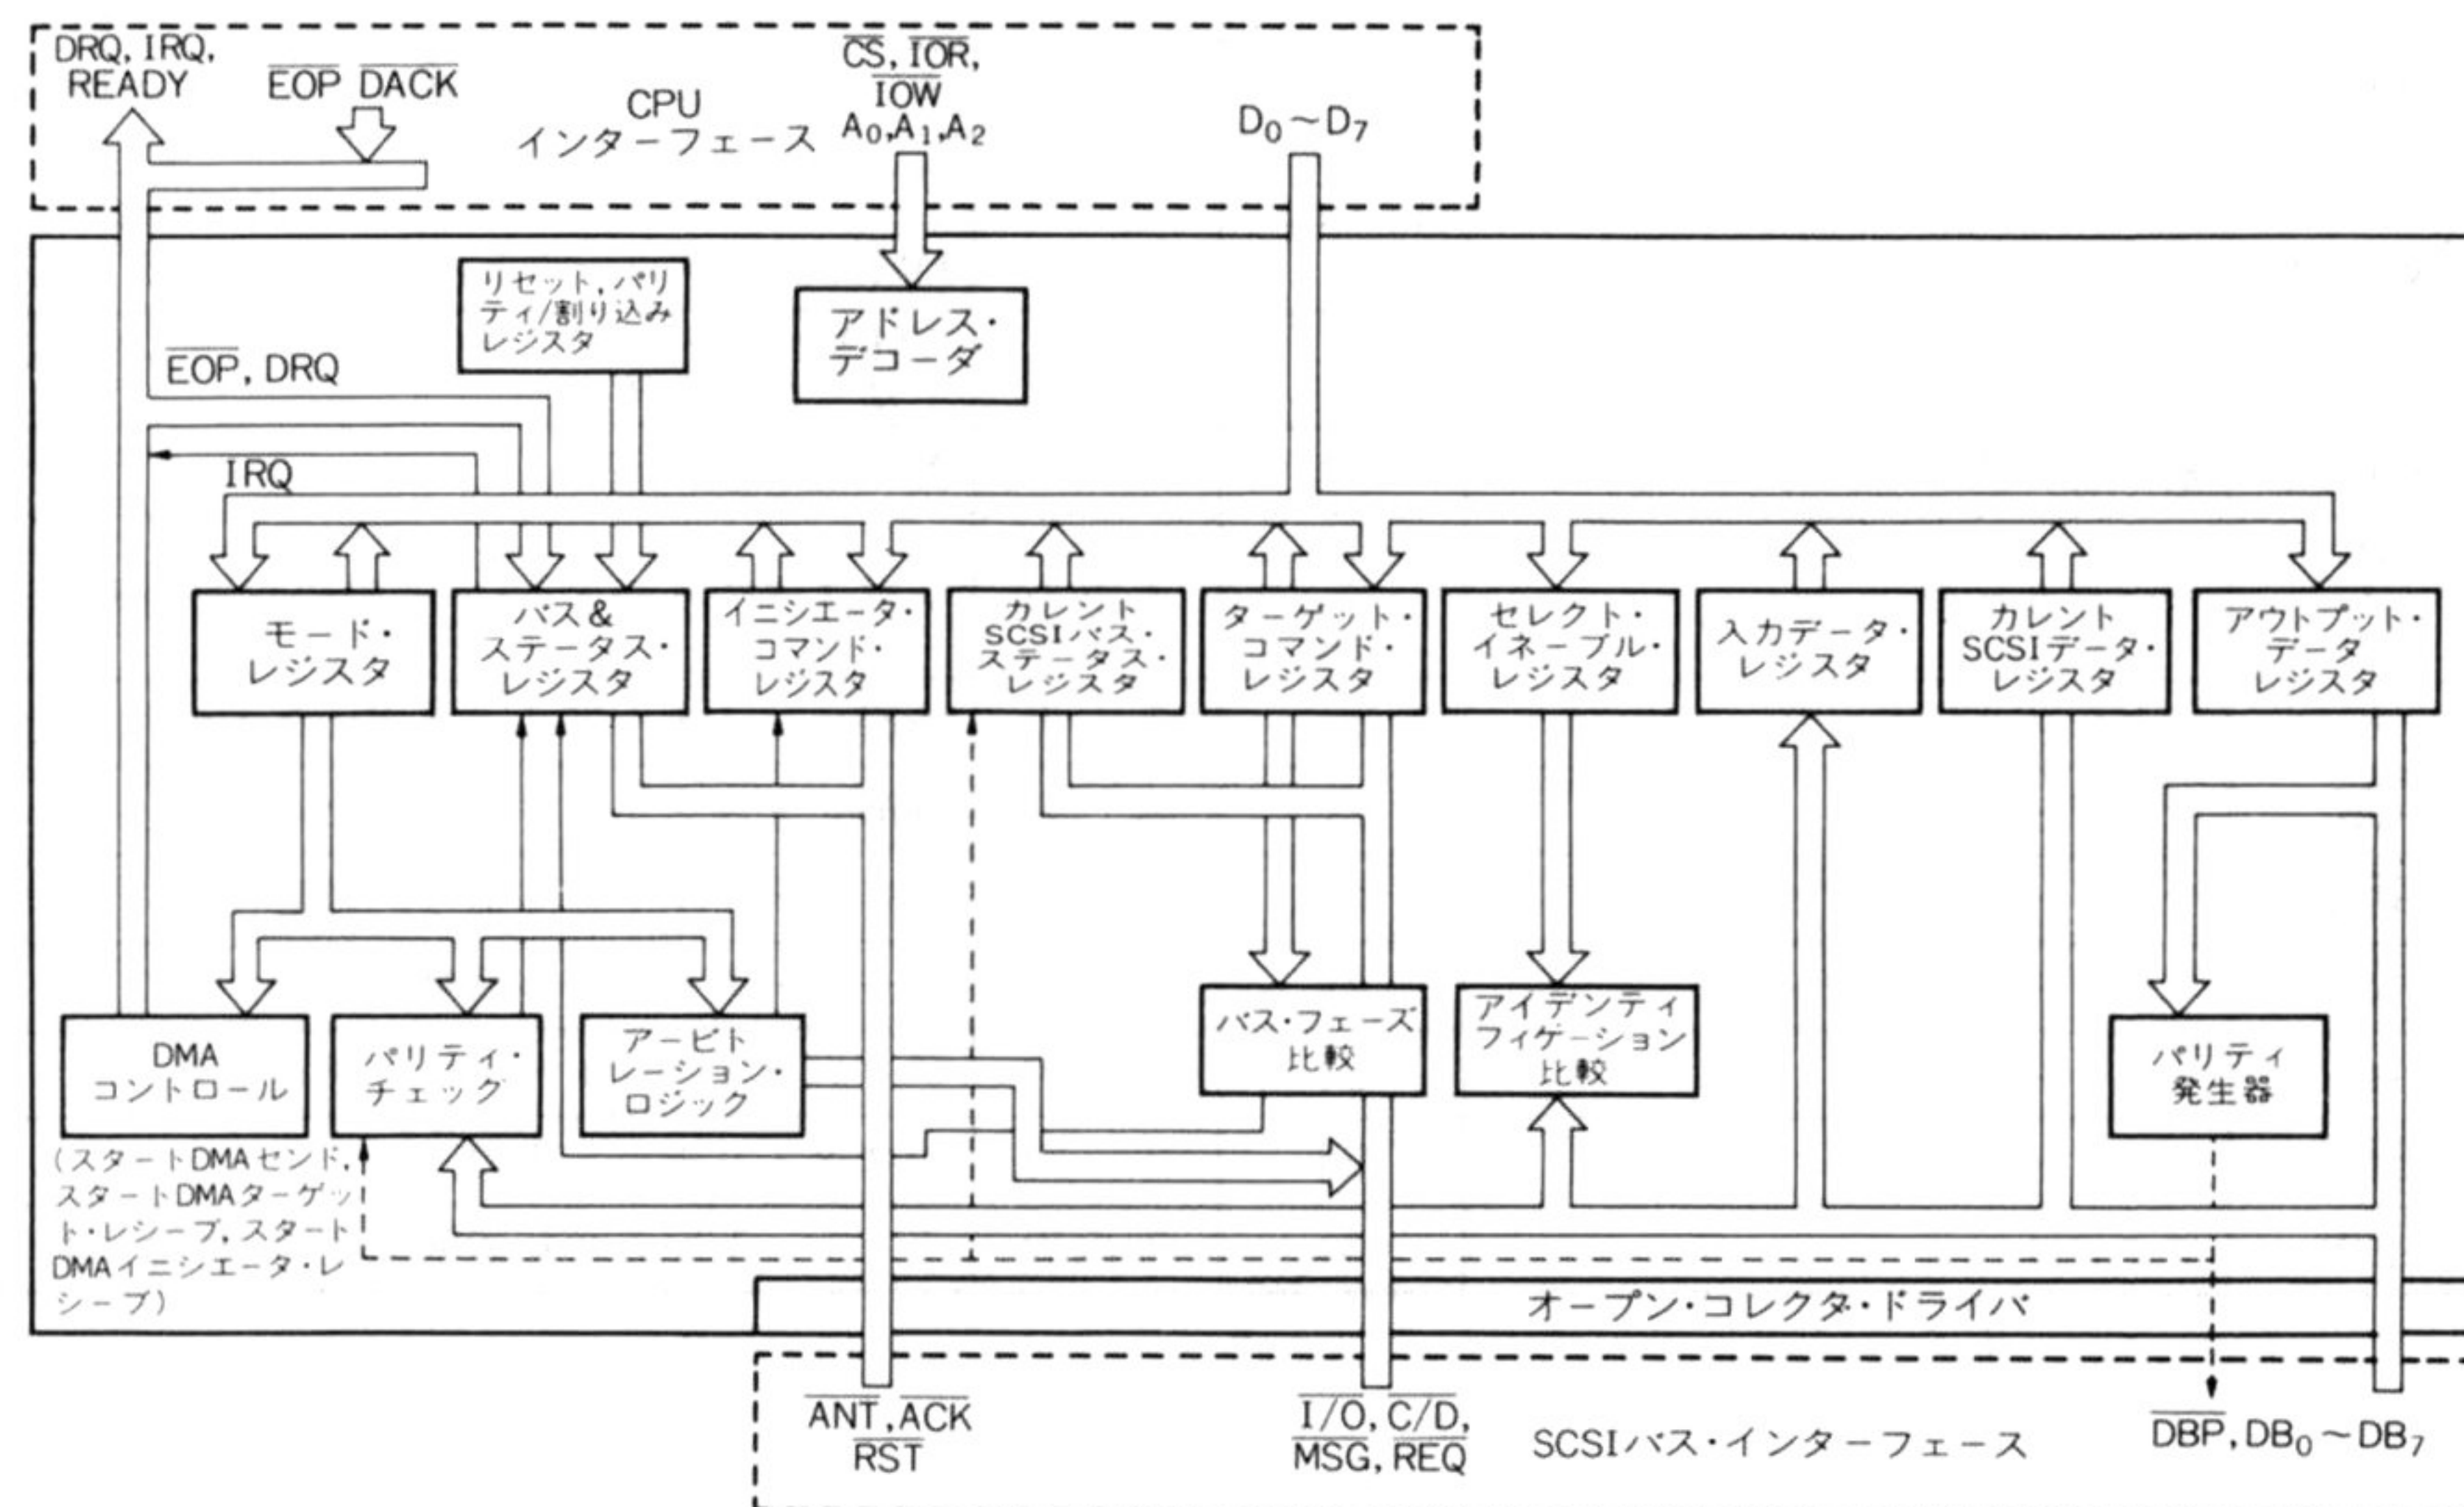 DRQ, IRQ,
READY
EOP DACK
CPU
インターフェース
CS, IOR,
IOW
A0,A1,A2
D0～D7
リセット,パリ
ティ/割り込み
レジスタ
アドレス・
デコーダ
EOP, DRQ
IRQ
モード・
レジスタ
バス&
ステータス・
レジスタ
イニシエータ・
コマンド・
レジスタ
カレント
SCSIバス・
ステータス・
レジスタ
ターゲット・
コマンド・
レジスタ
セレクト・
イネーブル・
レジスタ
入力データ・
レジスタ
カレント
SCSIデータ・
レジスタ
アウトプット・
データ
レジスタ
DMA
コントロール
パリティ・
チェック
アービト
レーション・
ロジック
バス・フェーズ
比較
アイデンティ
フィケーション
比較
パリティ
発生器
(スタートDMAセンド,
スタートDMAターゲッ
ト・レシーブ,スタート
DMAイニシエータ・レ
シーブ)
オープン・コレクタ・ドライバ
ANT,ACK
RST
I/O,C/D,
MSG,REQ
SCSIバス・インターフェース
DBP,DB0～DB7